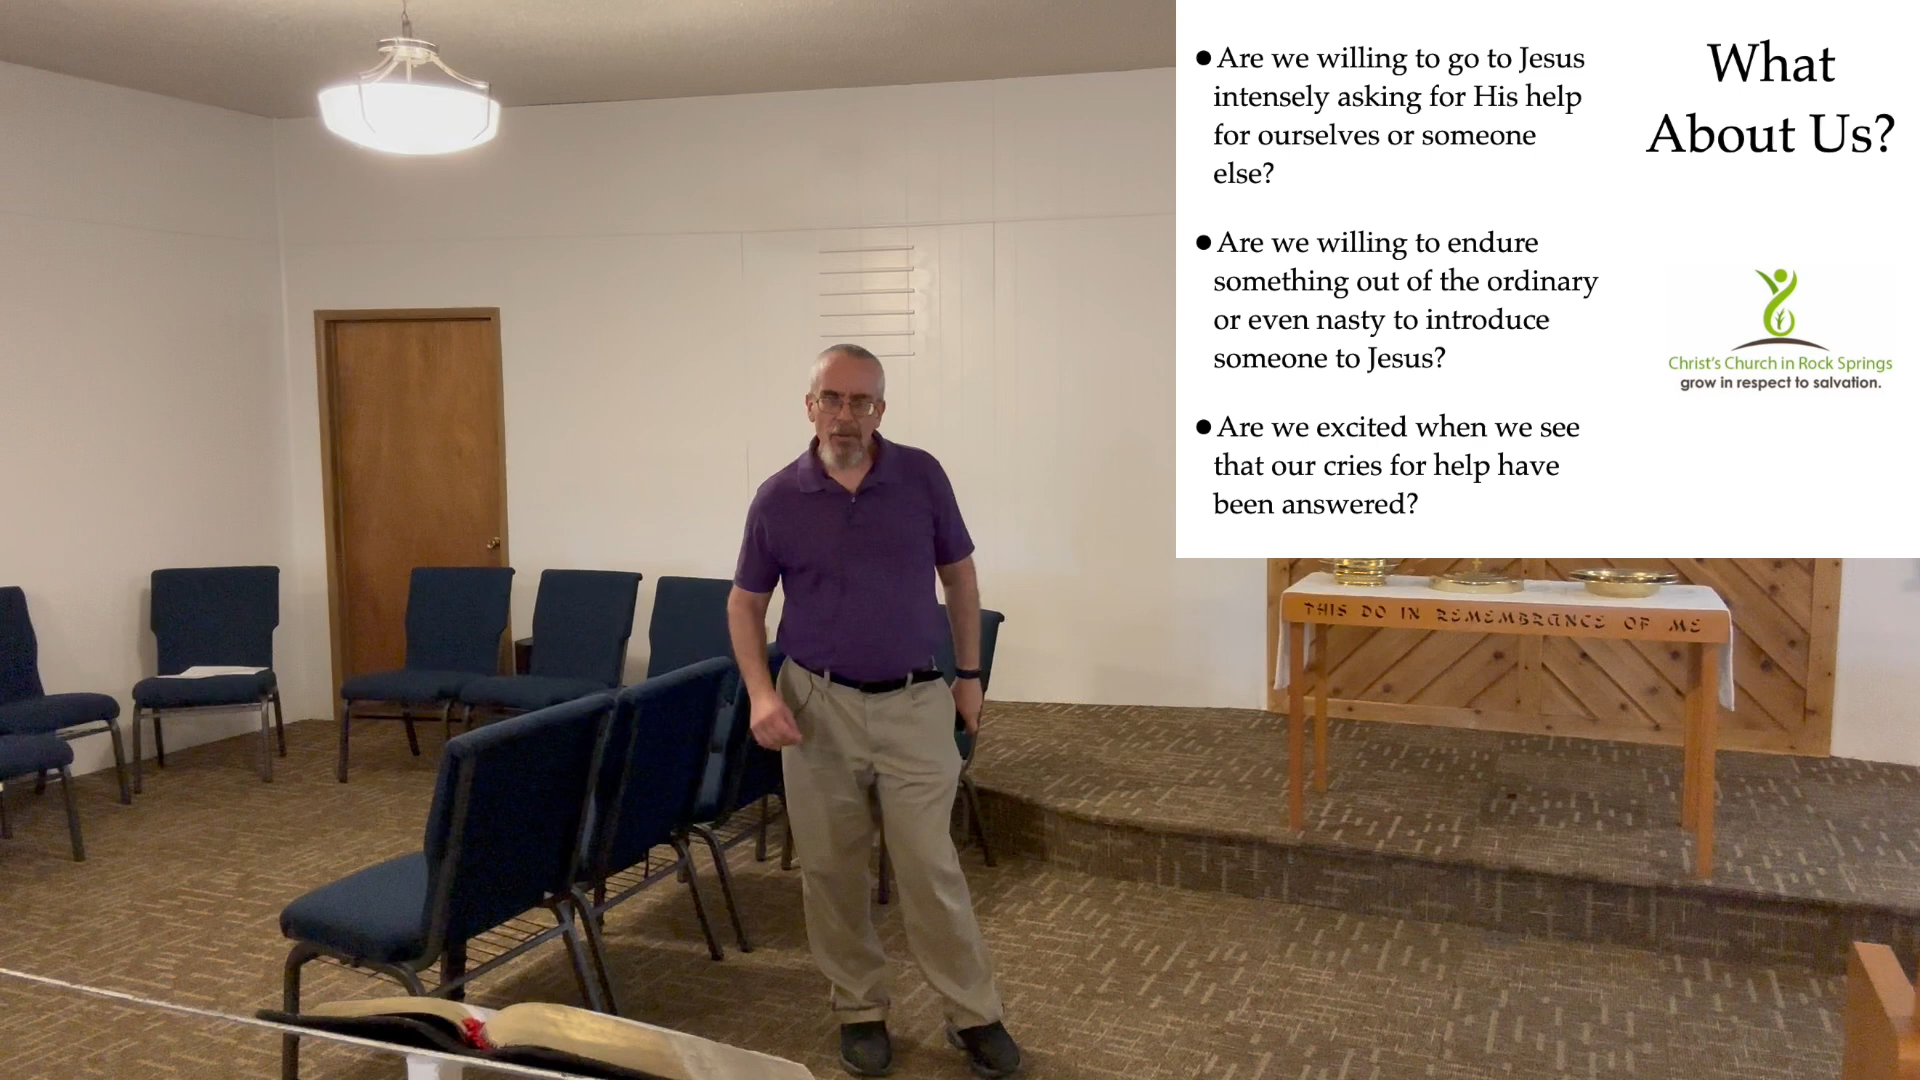 ● Are we willing to go to Jesus
intensely asking for His help
for ourselves or someone
else?
● Are we willing to endure
something out of the ordinary
or even nasty to introduce
someone to Jesus?
● Are we excited when we see
that our cries for help have
been answered?
What
About Us?
Christ's Church in Rock Springs
grow in respect to salvation.
THIS DO IN REMEMBRANCE OF ME